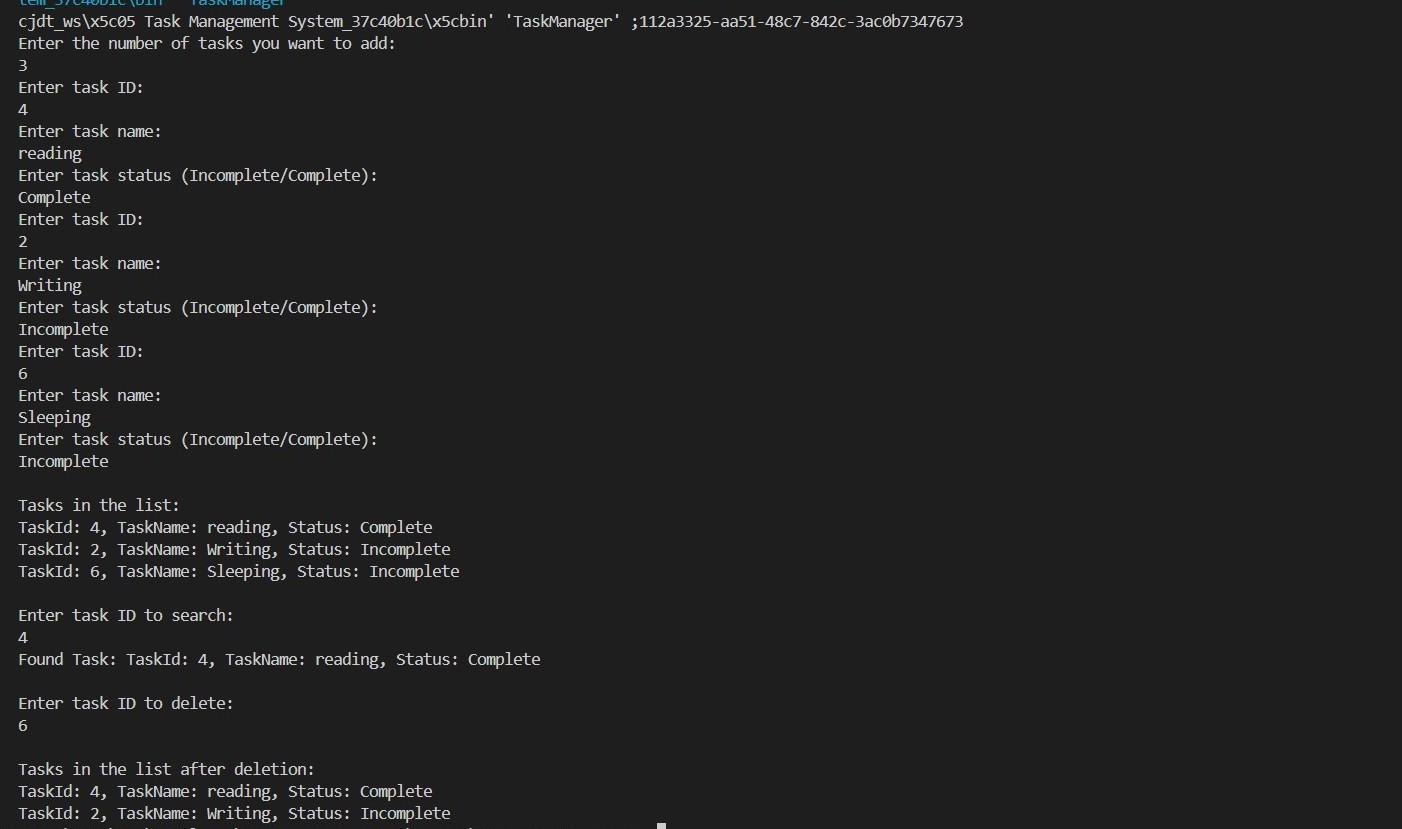 tem_37c40b1c\bin' 'TaskManager'
cjdt_ws\x5c05 Task Management System_37c40b1c\x5cbin' 'TaskManager' ;112a3325-aa51-48c7-842c-3ac0b7347673
Enter the number of tasks you want to add:
3
Enter task ID:
4
Enter task name:
reading
Enter task status (Incomplete/Complete):
Complete
Enter task ID:
2
Enter task name:
Writing
Enter task status (Incomplete/Complete):
Incomplete
Enter task ID:
6
Enter task name:
Sleeping
Enter task status (Incomplete/Complete):
Incomplete
Tasks in the list:
TaskId: 4, TaskName: reading, Status: Complete
TaskId: 2, TaskName: Writing, Status: Incomplete
TaskId: 6, TaskName: Sleeping, Status: Incomplete
Enter task ID to search:
4
Found Task: TaskId: 4, TaskName: reading, Status: Complete
Enter task ID to delete:
6
Tasks in the list after deletion:
TaskId: 4, TaskName: reading, Status: Complete
TaskId: 2, TaskName: Writing, Status: Incomplete